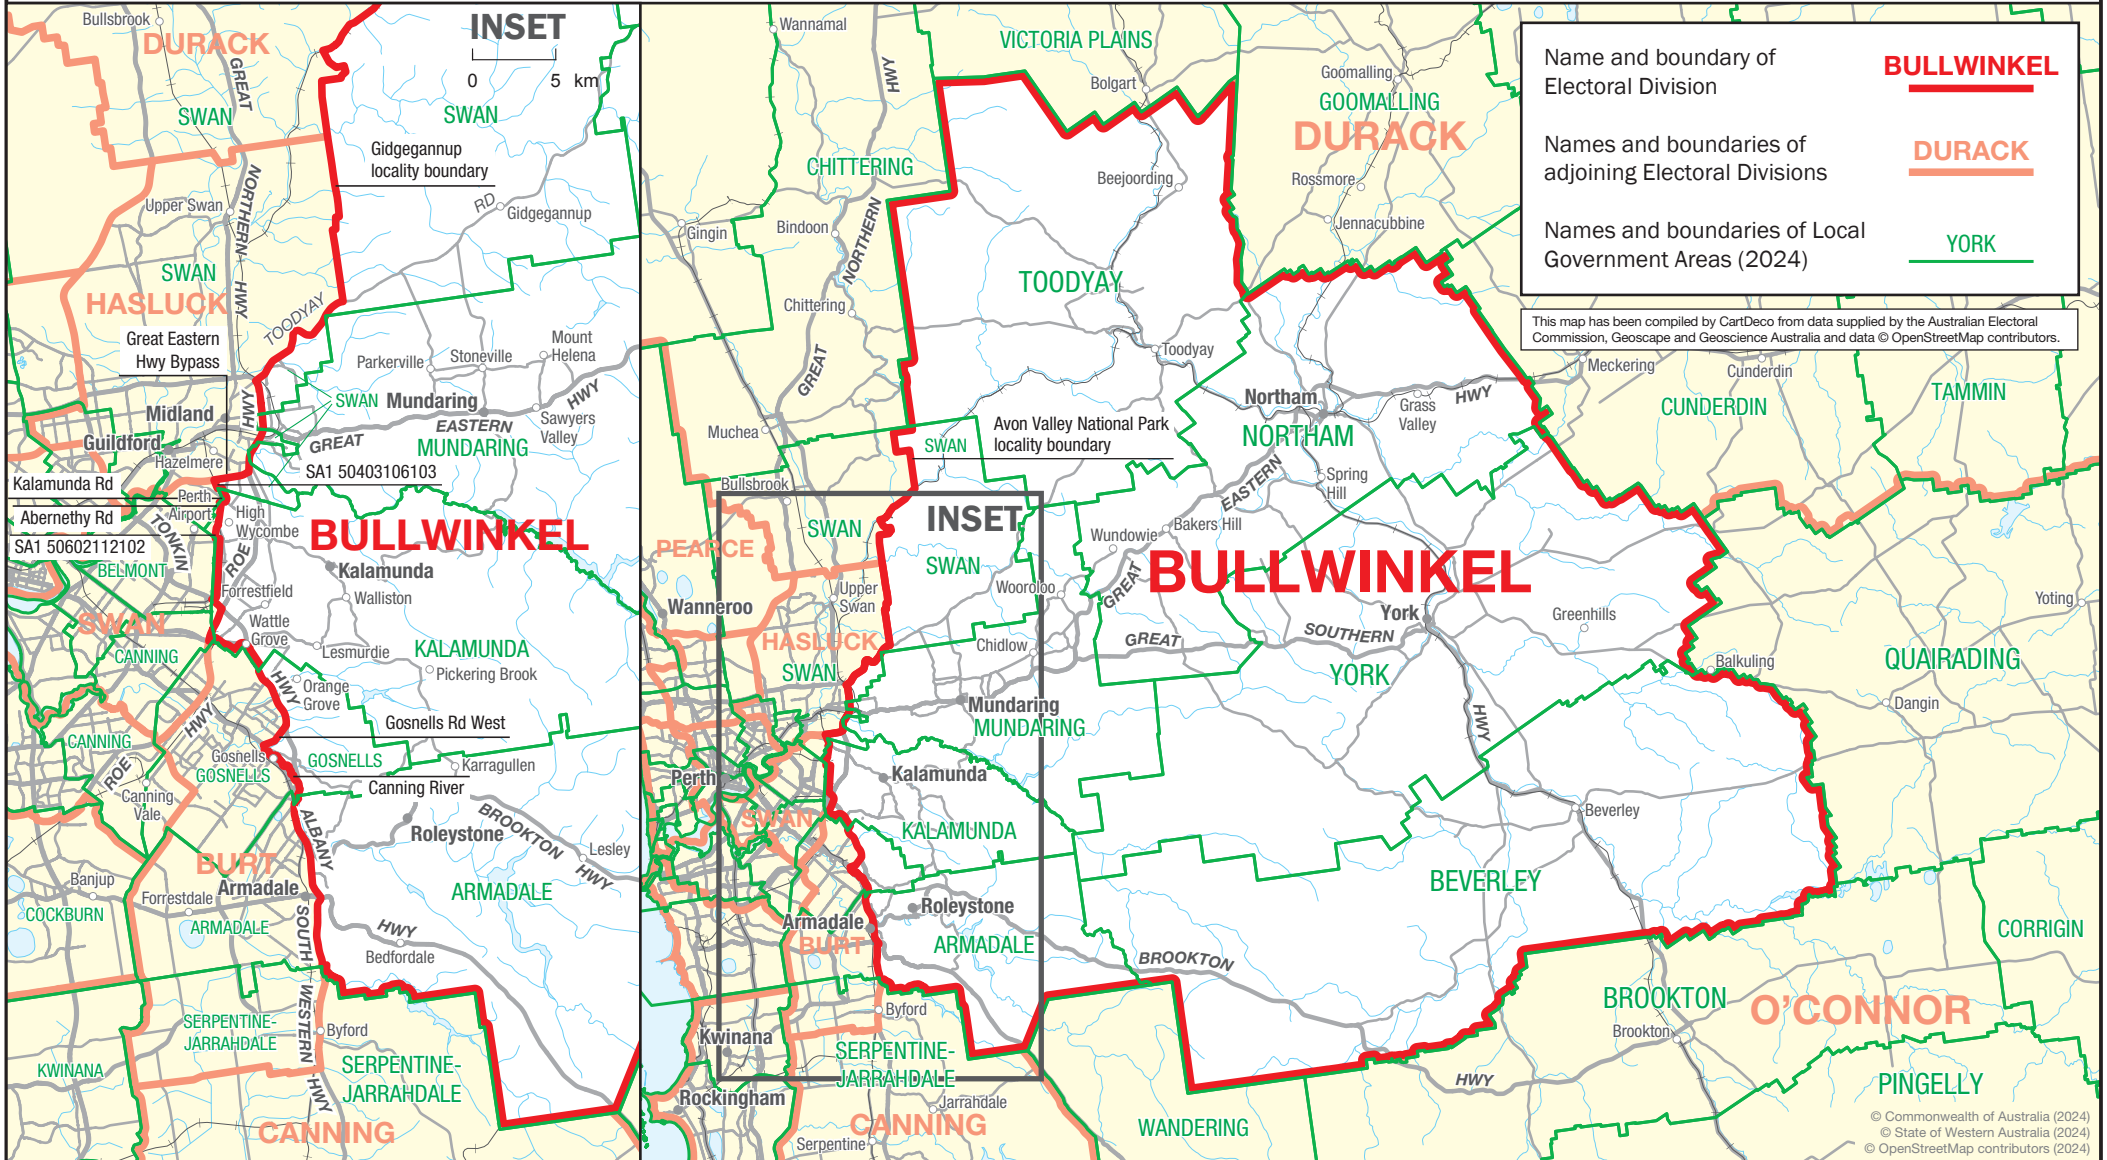 INSET
0 5 km
Bullsbrook
DURACK
GREAT
SWAN
SWAN
Gidgegannup
locality boundary
NORTHERN
HWY
Upper Swan
RD
Gidgegannup
SWAN
HASLUCK
TOODYAY
Great Eastern
Hwy Bypass
Mount
Helena
Parkerville
Stoneville
HWY
SWAN
Mundaring
Sawyers
Valley
Midland
HWY
GREAT
EASTERN
MUNDARING
Guildford
Hazelmere
SA1 50403106103
Kalamunda Rd
Perth
Airport
Abernethy Rd
TONKIN
High
Wycombe
BULLWINKEL
SA1 50602112102
ROE
BELMONT
Kalamunda
Forrestfield
Walliston
SWAN
Wattle
Grove
CANNING
Lesmurdie
KALAMUNDA
Pickering Brook
HWY
Orange
Grove
HWY
Gosnells Rd West
CANNING
Gosnells
GOSNELLS
GOSNELLS
Karragullen
ROE
Canning River
Canning
Vale
ALBANY
BROOKTON
HWY
Roleystone
Lesley
BURT
Banjup
Armadale
Forrestdale
ARMADALE
COCKBURN
ARMADALE
SOUTH
HWY
Bedfordale
WESTERN
SERPENTINE-
JARRAHDALE
Byford
KWINANA
SERPENTINE-
JARRAHDALE
HWY
CANNING
Wannamal
VICTORIA PLAINS
HWY
Bolgart
Goomalling
GOOMALLING
DURACK
CHITTERING
Beejoording
Rossmore
Gingin
Bindoon
NORTHERN
Jennacubbine
TOODYAY
Chittering
GREAT
Toodyay
Meckering
Cunderdin
Northam
HWY
Grass
Valley
TAMMIN
CUNDERDIN
Muchea
SWAN
Avon Valley National Park
locality boundary
NORTHAM
EASTERN
Spring
Hill
Bullsbrook
INSET
SWAN
Bakers Hill
Wundowie
PEARCE
SWAN
BULLWINKEL
Upper
Swan
Wooroloo
GREAT
Wanneroo
York
Greenhills
Yoting
HASLUCK
Chidlow
GREAT
SOUTHERN
SWAN
YORK
Balkuling
QUAIRADING
Mundaring
MUNDARING
HWY
Dangin
Perth
Kalamunda
Beverley
SWAN
KALAMUNDA
BEVERLEY
Roleystone
Armadale
BURT
ARMADALE
CORRIGIN
BROOKTON
BROOKTON
O'CONNOR
Byford
Kwinana
Brookton
SERPENTINE-
JARRAHDALE
HWY
PINGELLY
Rockingham
Jarrahdale
CANNING
WANDERING
Serpentine
Name and boundary of
Electoral Division
BULLWINKEL
Names and boundaries of
adjoining Electoral Divisions
DURACK
Names and boundaries of Local
Government Areas (2024)
YORK
This map has been compiled by CartDeco from data supplied by the Australian Electoral
Commission, Geoscape and Geoscience Australia and data © OpenStreetMap contributors.
© Commonwealth of Australia (2024)
© State of Western Australia (2024)
© OpenStreetMap contributors (2024)